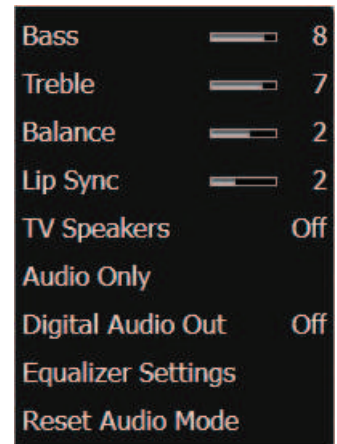 Bass 8
Treble 7
Balance 2
Lip Sync 2
TV Speakers Off
Audio Only
Digital Audio Out Off
Equalizer Settings
Reset Audio Mode